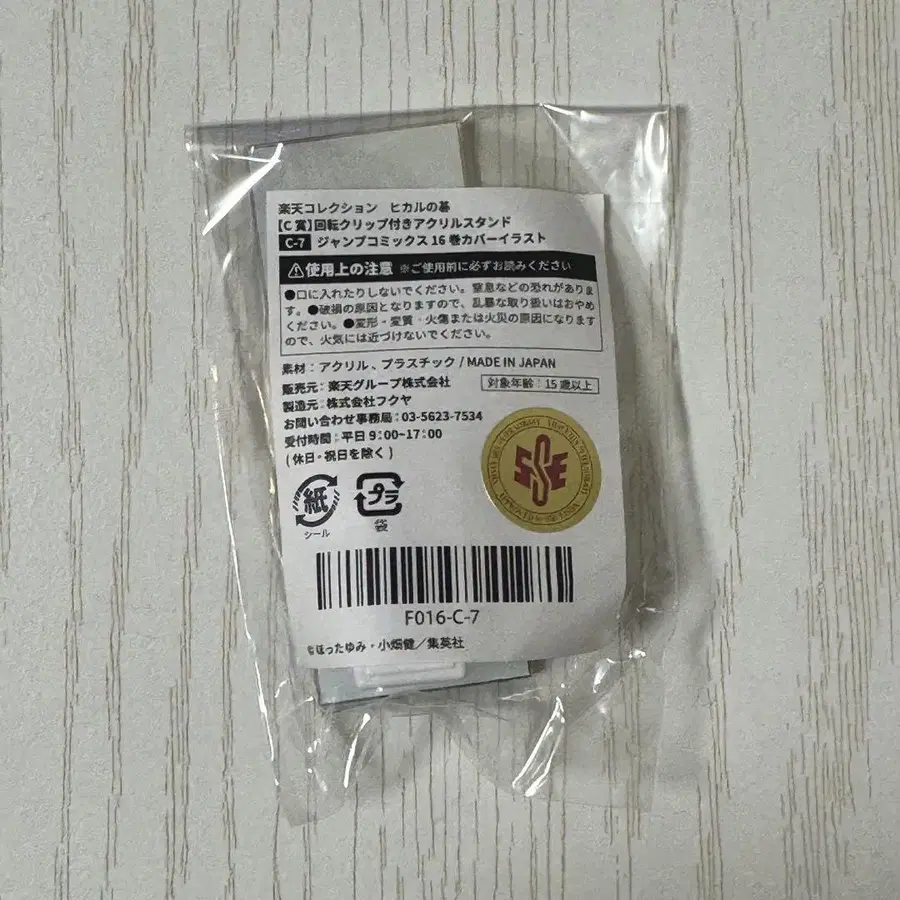 楽天コレクション ヒカルの碁
【C賞】回転クリップ付きアクリルスタンド
C-7 ジャンプコミックス16巻カバーイラスト
⚠使用上の注意 ※ご使用前に必ずお読みください
●口に入れたりしないでください。窒息などの恐れがありま
す。●破損の原因となりますので、乱暴な取り扱いはおやめ
ください。●変形・変質・火傷または火災の原因になります
ので、火気には近づけないでください。
素材:アクリル、プラスチック / MADE IN JAPAN
販売元:楽天グループ株式会社
対象年齢:15歳以上
製造元:株式会社フクヤ
お問い合わせ事務局:03-5623-7534
受付時間:平日9:00~17:00
(休日・祝日を除く)
紙
シール
プラ
袋
SSE
F016-C-7
©ほったゆみ・小畑健/集英社